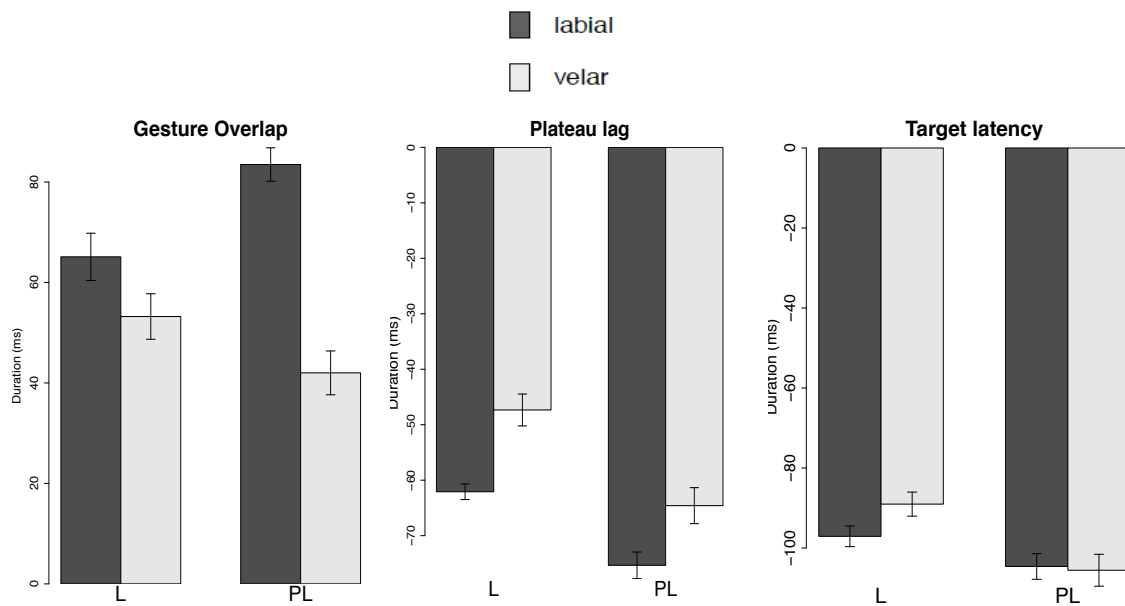 labial
velar
Gesture Overlap
Duration (ms)
0
20
40
60
80
L PL
Plateau lag
Duration (ms)
0
−10
−20
−30
−40
−50
−60
−70
L PL
Target latency
Duration (ms)
0
−20
−40
−60
−80
−100
L PL